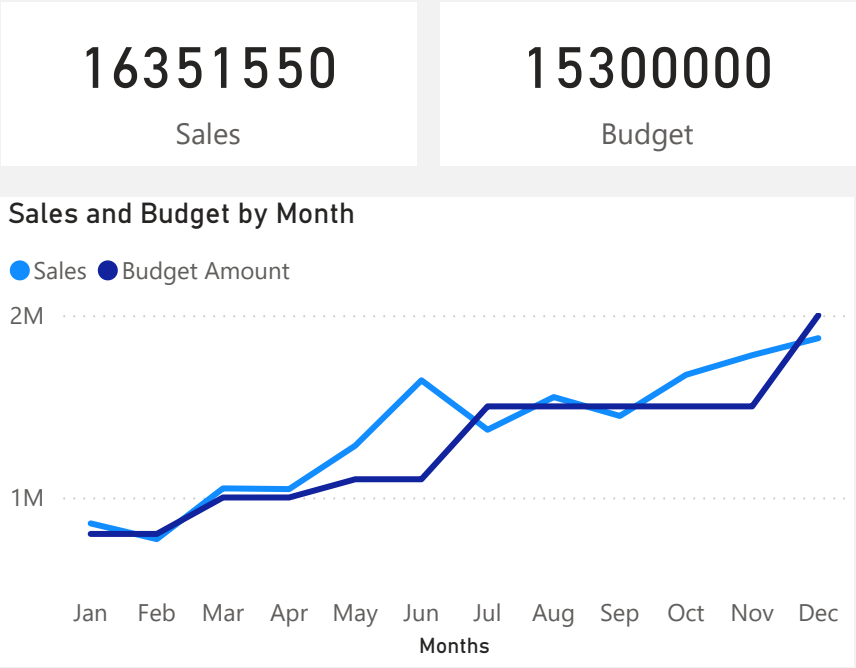 16351550
Sales
15300000
Budget
Sales and Budget by Month
Sales Budget Amount
2M
1M
Jan Feb Mar Apr May Jun Jul Aug Sep Oct Nov Dec
Months